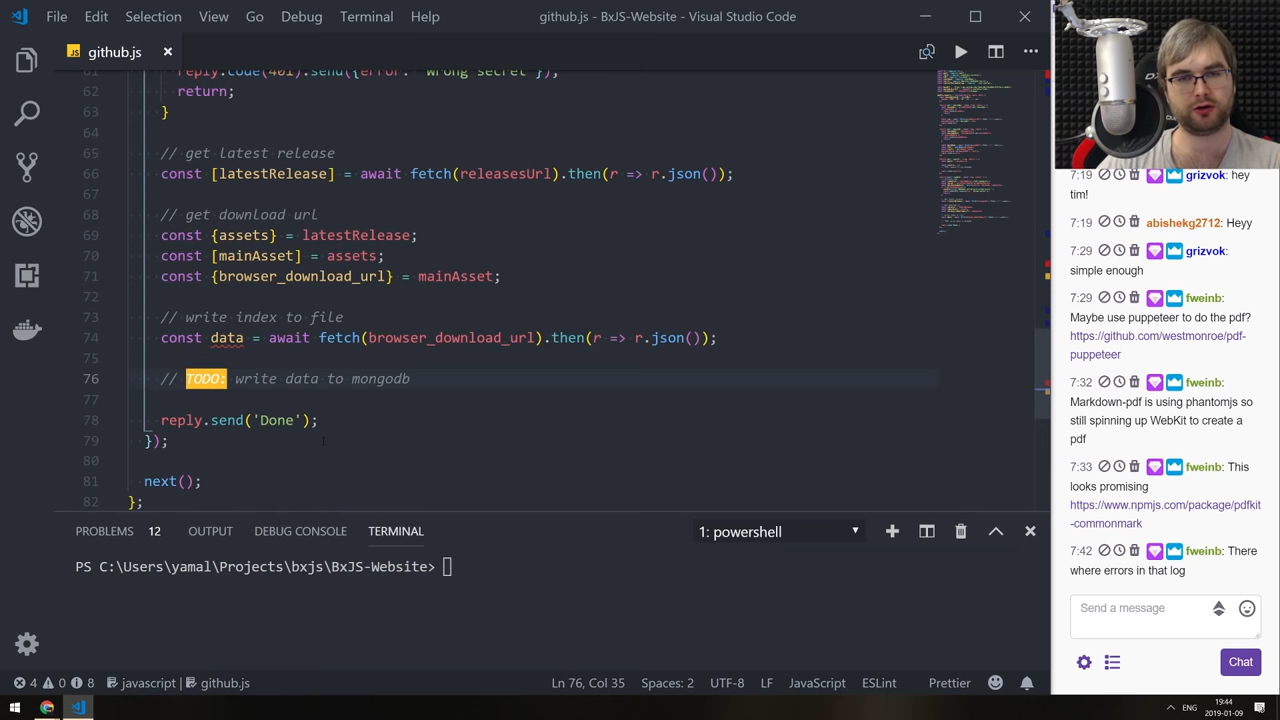 File Edit Selection View Go Debug Terminal Help github.js - BxJS-Website - Visual Studio Code
JS github.js
61 reply.code(401).send({error: 'wrong secret'});
62 return;
63 }
64
65 // get latest release
66 const [latestRelease] = await fetch(releasesUrl).then(r => r.json());
67
68 // get download url
69 const {assets} = latestRelease;
70 const [mainAsset] = assets;
71 const {browser_download_url} = mainAsset;
72
73 // write index to file
74 const data = await fetch(browser_download_url).then(r => r.json());
75
76 // TODO: write data to mongodb
77
78 reply.send('Done');
79 });
80
81 next();
82 };
PROBLEMS 12 OUTPUT DEBUG CONSOLE TERMINAL 1: powershell
PS C:\Users\yamal\Projects\bxjs\BxJS-Website>
4 0 8 javascript github.js Ln 76, Col 35 Spaces: 2 UTF-8 LF JavaScript ESLint Prettier
7:19 grizvok: hey
tim!
7:19 abishekg2712: Heyy
7:29 grizvok:
simple enough
7:29 fweinb:
Maybe use puppeteer to do the pdf?
https://github.com/westmonroe/pdf-
puppeteer
7:32 fweinb:
Markdown-pdf is using phantomjs so
still spinning up WebKit to create a
pdf
7:33 fweinb: This
looks promising
https://www.npmjs.com/package/pdfkit
-commonmark
7:42 fweinb: There
where errors in that log
Send a message
Chat
ENG
19:44
2019-01-09